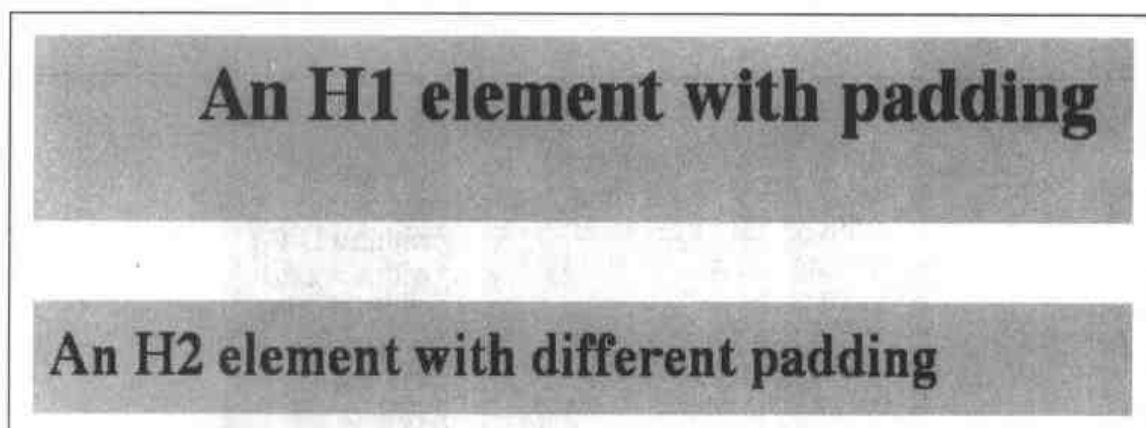 An H1 element with padding
An H2 element with different padding